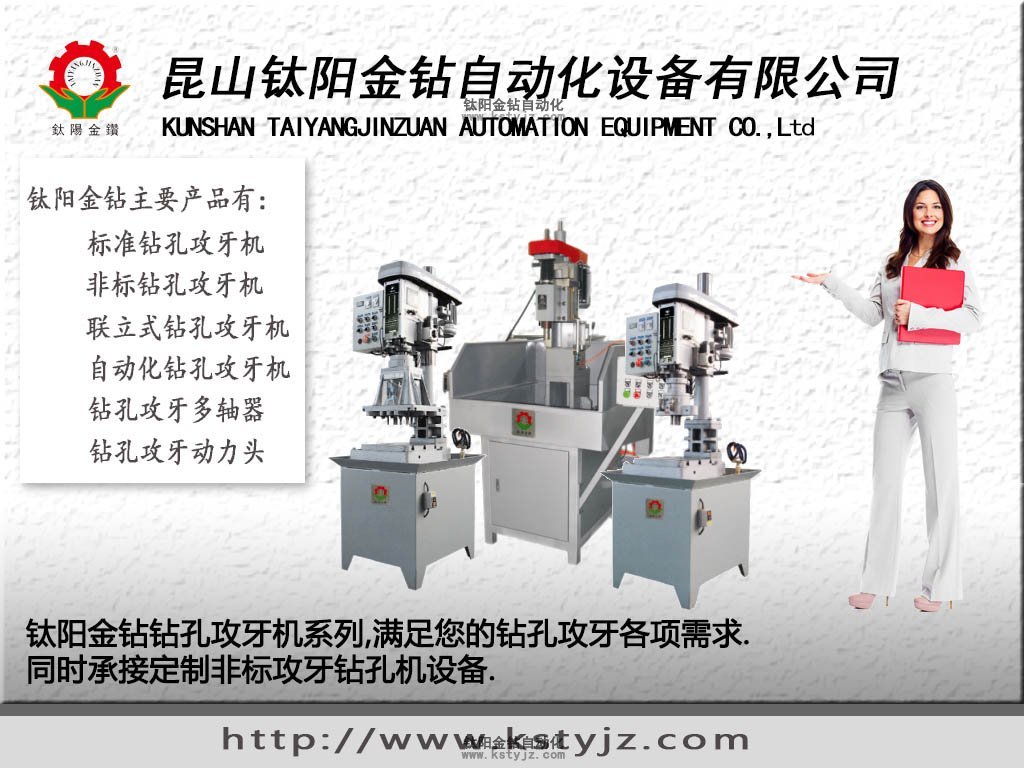 昆山钛阳金钻自动化设备有限公司
钛阳金钻自动化
www.kstyjz.com
KUNSHAN TAIYANGJINZUAN AUTOMATION EQUIPMENT CO.,Ltd
TAIYANGJINZUAN
®
鈦陽金鑽
钛阳金钻主要产品有:
标准钻孔攻牙机
非标钻孔攻牙机
联立式钻孔攻牙机
自动化钻孔攻牙机
钻孔攻牙多轴器
钻孔攻牙动力头
钛阳金钻钻孔攻牙机系列,满足您的钻孔攻牙各项需求.
同时承接定制非标攻牙钻孔机设备.
http://www.kstyjz.com
钛阳金钻自动化
www.kstyjz.com